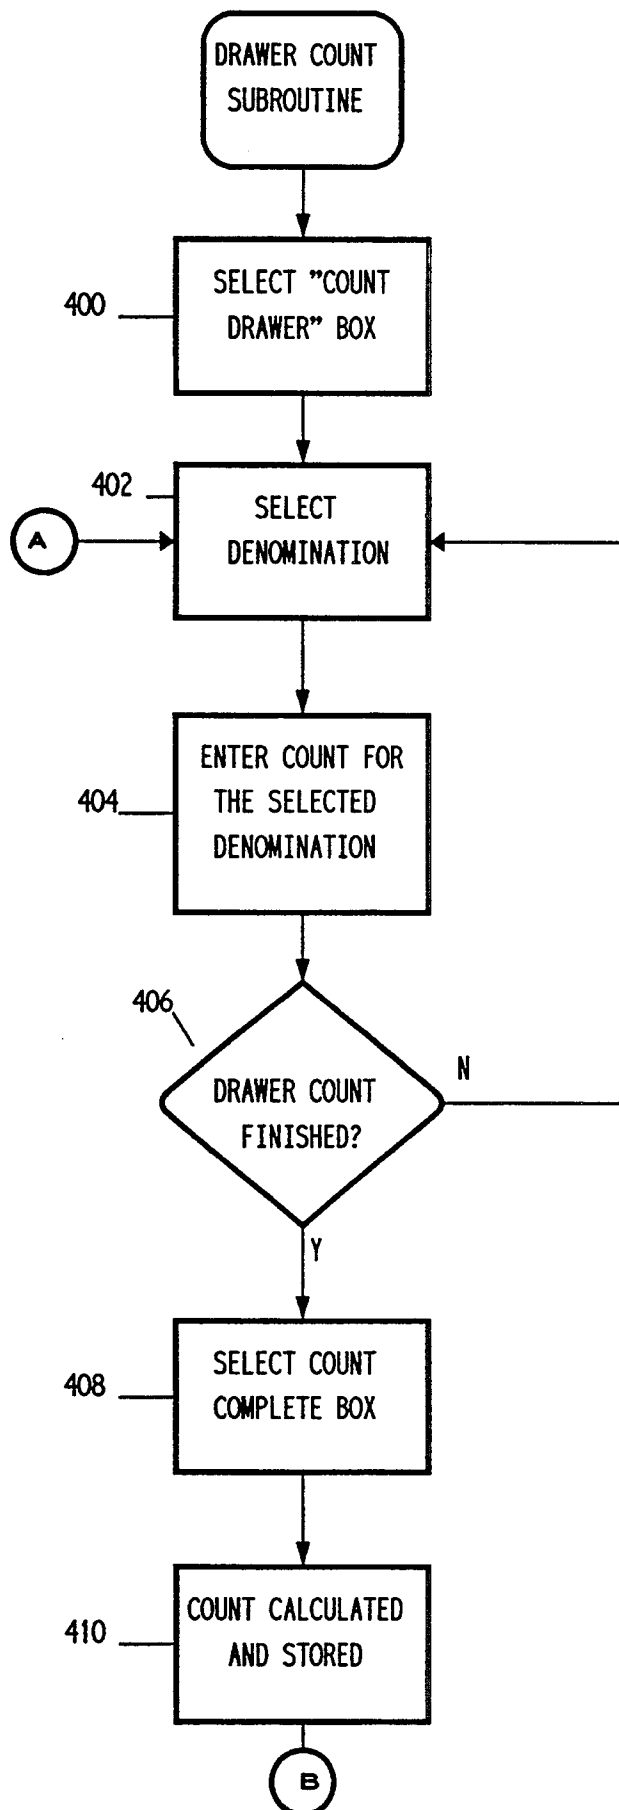 DRAWER COUNT
SUBROUTINE
400
SELECT "COUNT
DRAWER" BOX
402
SELECT
DENOMINATION
A
404
ENTER COUNT FOR
THE SELECTED
DENOMINATION
406
DRAWER COUNT
FINISHED?
N
Y
408
SELECT COUNT
COMPLETE BOX
410
COUNT CALCULATED
AND STORED
B